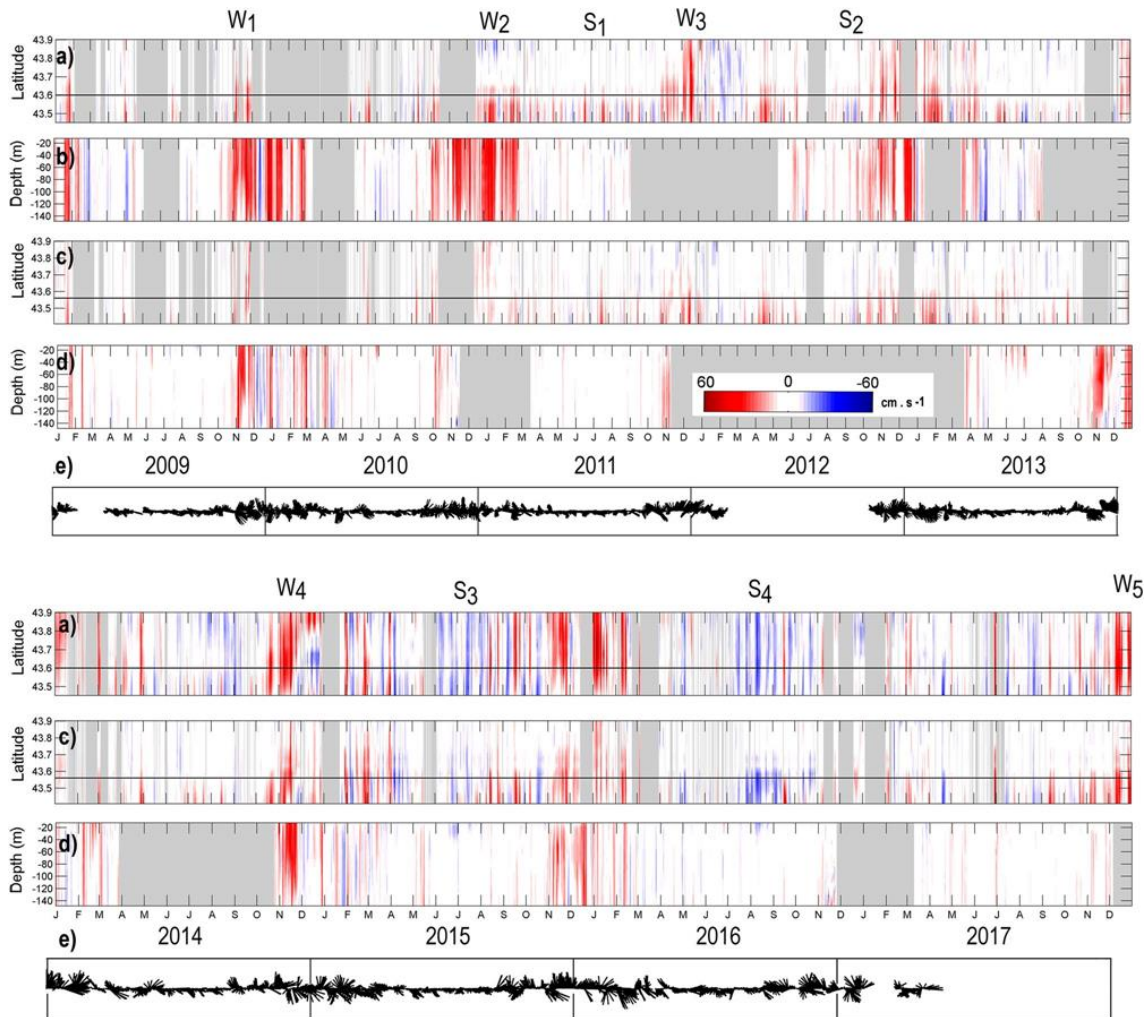 W1 W2 S1 W3 S2
a)
Latitude
43.9
43.8
43.7
43.6
43.5
b)
Depth (m)
-20
-40
-60
-80
-100
-120
-140
c)
Latitude
43.9
43.8
43.7
43.6
43.5
d)
Depth (m)
-20
-40
-60
-80
-100
-120
-140
60 0 -60
cm . s -1
J F M A M J J A S O N D J F M A M J J A S O N D J F M A M J J A S O N D J F M A M J J A S O N D J F M A M J J A S O N D
e) 2009 2010 2011 2012 2013
W4 S3 S4 W5
a)
Latitude
43.9
43.8
43.7
43.6
43.5
c)
Latitude
43.9
43.8
43.7
43.6
43.5
d)
Depth (m)
-20
-40
-60
-80
-100
-120
-140
J F M A M J J A S O N D J F M A M J J A S O N D J F M A M J J A S O N D J F M A M J J A S O N D
e) 2014 2015 2016 2017